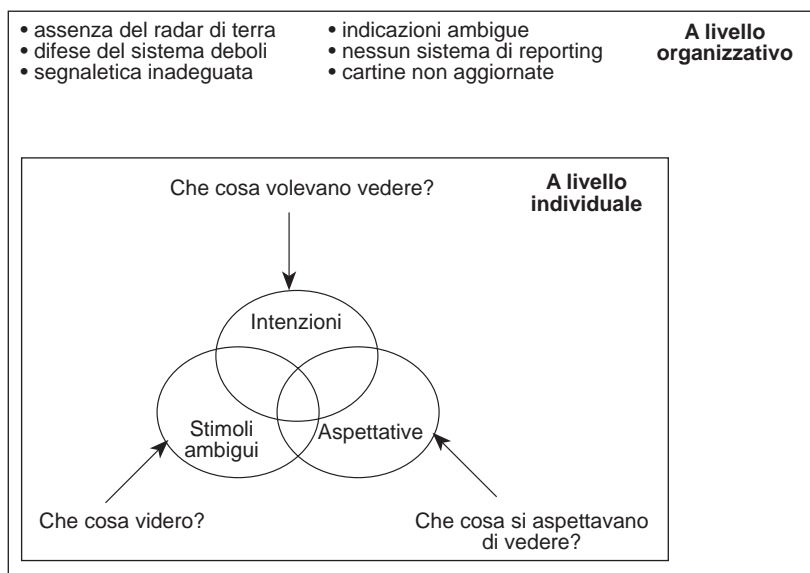 • assenza del radar di terra
• difese del sistema deboli
• segnaletica inadeguata
• indicazioni ambigue
• nessun sistema di reporting
• cartine non aggiornate
A livello
organizzativo
Che cosa volevano vedere?
A livello
individuale
Intenzioni
Stimoli
ambigui
Aspettative
Che cosa videro?
Che cosa si aspettavano
di vedere?